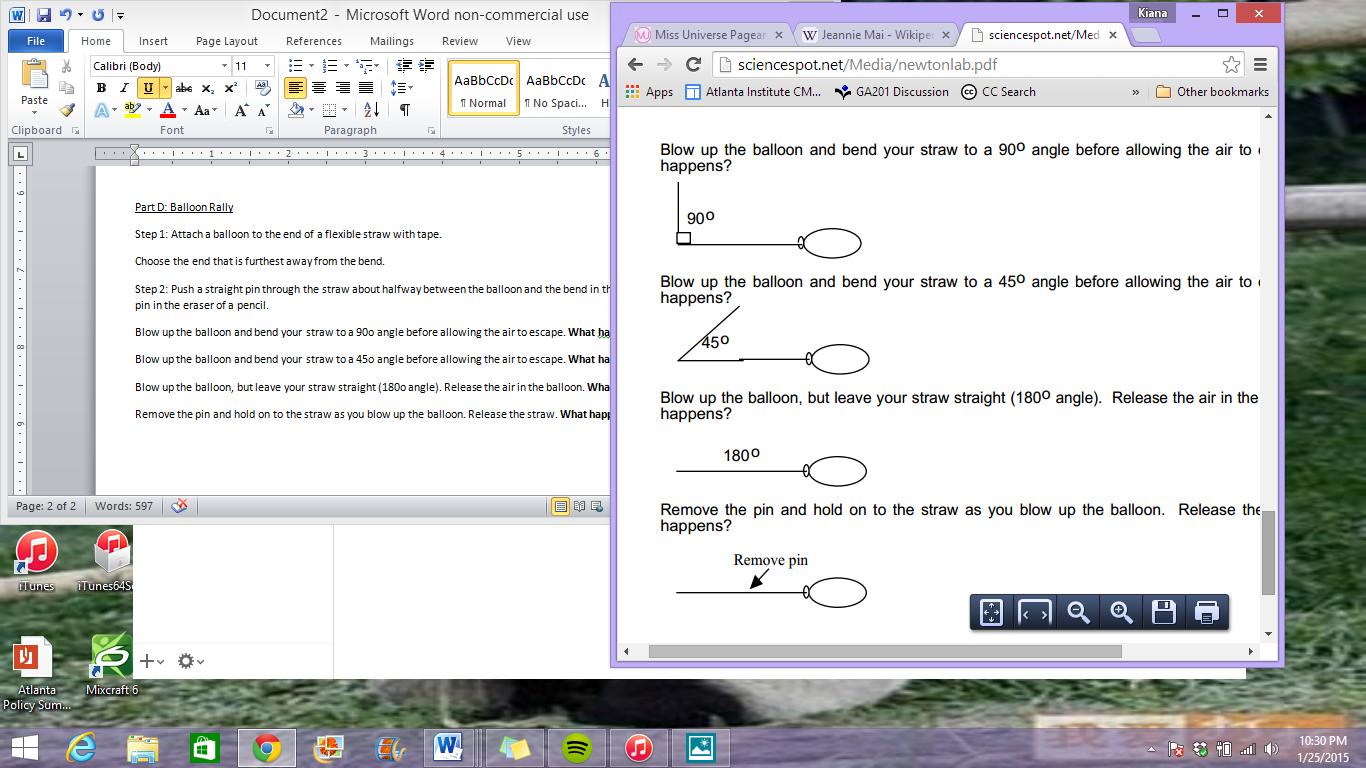 Document2 - Microsoft Word non-commercial use
File Home Insert Page Layout References Mailings Review View
Calibri (Body) 11
Paste
B I U abc x₂ x²
Aa A A
AaBbCcDc AaBbCcDc A
¶ Normal ¶ No Spaci... H
Clipboard Font Paragraph Styles
1 2 3 4 5 6
Part D: Balloon Rally
Step 1: Attach a balloon to the end of a flexible straw with tape.
Choose the end that is furthest away from the bend.
Step 2: Push a straight pin through the straw about halfway between the balloon and the bend in th
pin in the eraser of a pencil.
Blow up the balloon and bend your straw to a 90o angle before allowing the air to escape. What ha
Blow up the balloon and bend your straw to a 45o angle before allowing the air to escape. What ha
Blow up the balloon, but leave your straw straight (180o angle). Release the air in the balloon. Wha
Remove the pin and hold on to the straw as you blow up the balloon. Release the straw. What happ
6
7
8
9
Page: 2 of 2 Words: 597
Kiana
Miss Universe Pagear
Jeannie Mai - Wikipe
sciencespot.net/Med
sciencespot.net/Media/newtonlab.pdf
Apps Atlanta Institute CM... GA201 Discussion CC Search » Other bookmarks
Blow up the balloon and bend your straw to a 90º angle before allowing the air to
happens?
90º
Blow up the balloon and bend your straw to a 45º angle before allowing the air to
happens?
45º
Blow up the balloon, but leave your straw straight (180º angle). Release the air in the
happens?
180º
Remove the pin and hold on to the straw as you blow up the balloon. Release the
happens?
Remove pin
iTunes
iTunes64S
Atlanta
Policy Sum...
Mixcraft 6
10:30 PM
1/25/2015